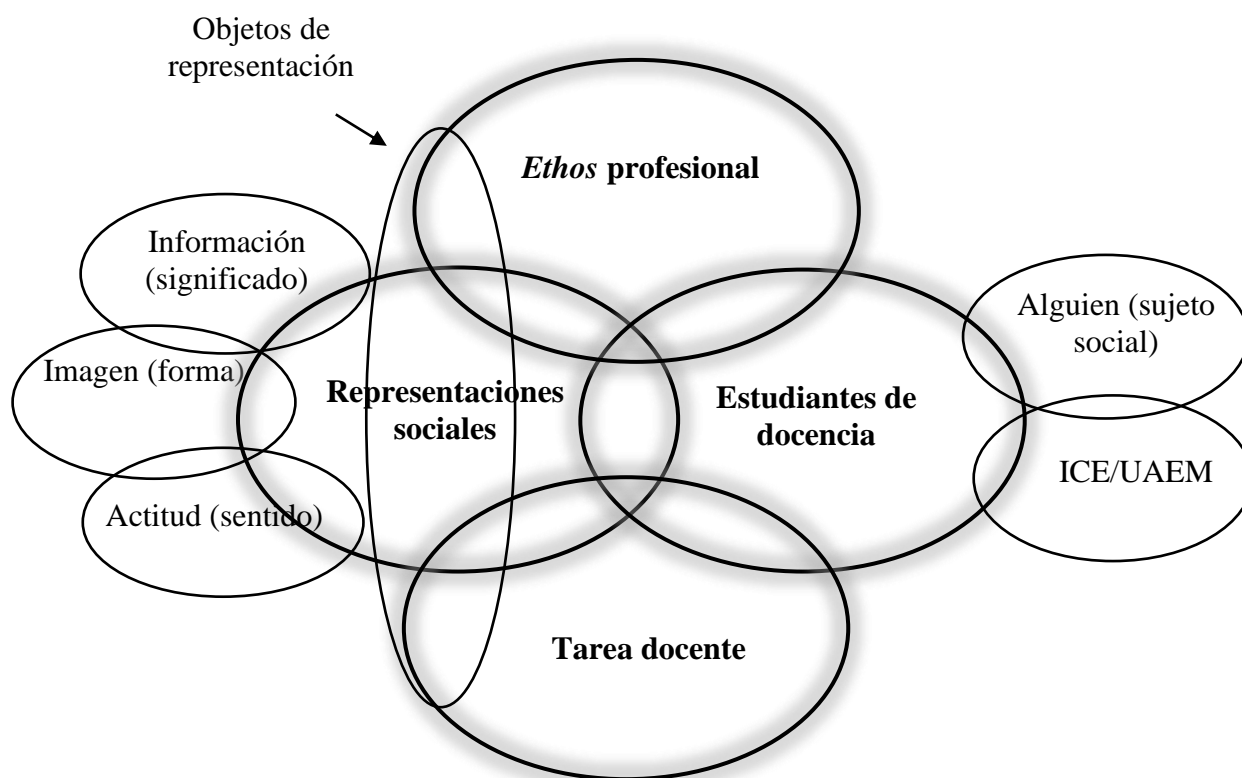 Objetos de
representación
Ethos profesional
Información
(significado)
Imagen (forma)
Actitud (sentido)
Representaciones
sociales
Estudiantes de
docencia
Alguien (sujeto
social)
ICE/UAEM
Tarea docente